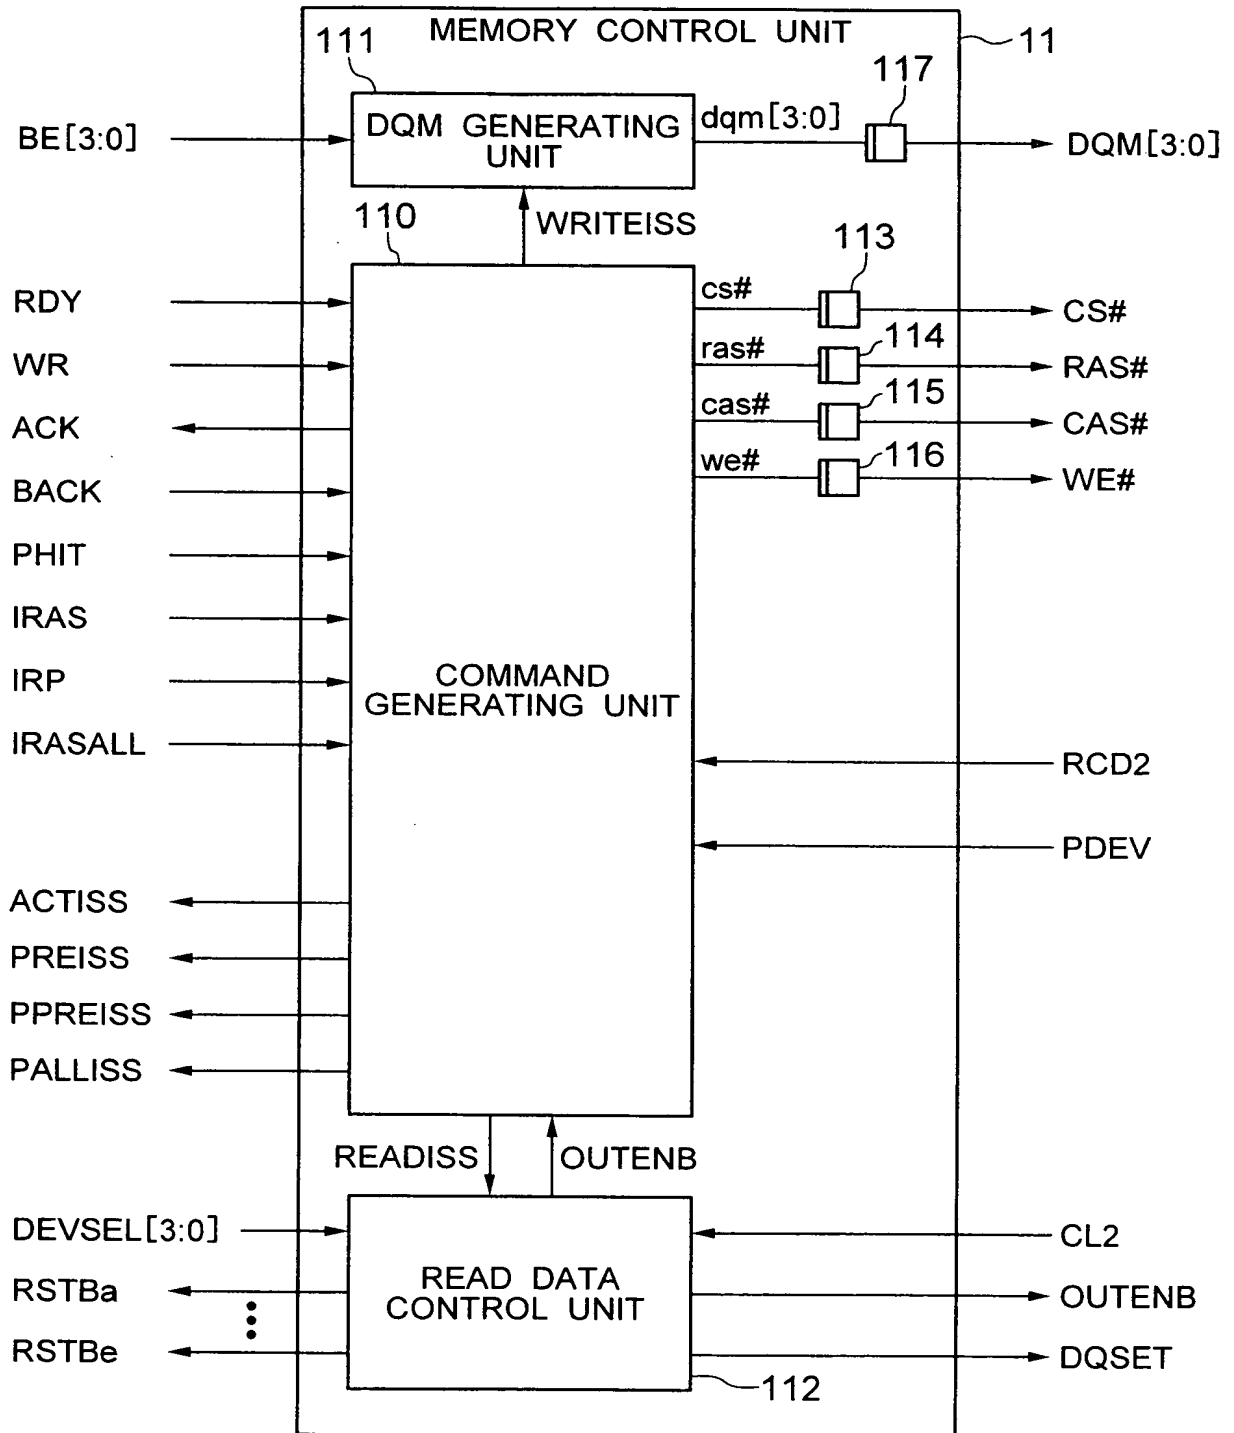 MEMORY CONTROL UNIT
11
111
117
BE[3:0]
DQM GENERATING
UNIT
dqm[3:0]
DQM[3:0]
110
WRITEISS
113
RDY
cs#
CS#
WR
ras#
114
RAS#
ACK
cas#
115
CAS#
BACK
we#
116
WE#
PHIT
IRAS
IRP
COMMAND
GENERATING UNIT
IRASALL
RCD2
PDEV
ACTISS
PREISS
PPREISS
PALLISS
READISS
OUTENB
DEVSEL[3:0]
CL2
RSTBa
READ DATA
CONTROL UNIT
OUTENB
RSTBe
DQSET
112